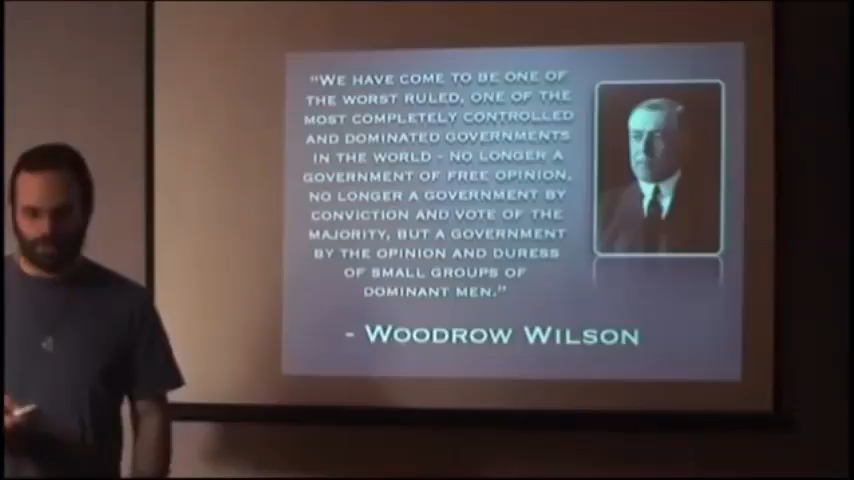 "WE HAVE COME TO BE ONE OF
THE WORST RULED, ONE OF THE
MOST COMPLETELY CONTROLLED
AND DOMINATED GOVERNMENTS
IN THE WORLD - NO LONGER A
GOVERNMENT OF FREE OPINION,
NO LONGER A GOVERNMENT BY
CONVICTION AND VOTE OF THE
MAJORITY, BUT A GOVERNMENT
BY THE OPINION AND DURESS
OF SMALL GROUPS OF
DOMINANT MEN."
- WOODROW WILSON